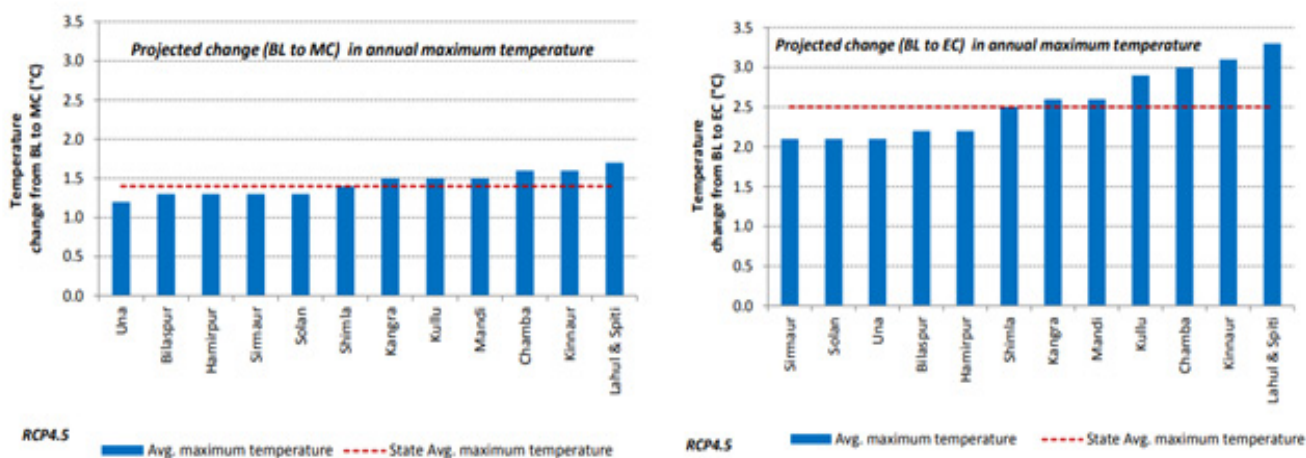 Projected change (BL to MC) in annual maximum temperature
Temperature
change from BL to MC (°C)
3.5
3.0
2.5
2.0
1.5
1.0
0.5
0.0
Una
Bilaspur
Hamirpur
Sirmaur
Solan
Shimla
Kangra
Kullu
Mandi
Chamba
Kinnaur
Lahul & Spiti
RCP4.5
Avg. maximum temperature
State Avg. maximum temperature
Projected change (BL to EC) in annual maximum temperature
Temperature
change from BL to EC (°C)
3.5
3.0
2.5
2.0
1.5
1.0
0.5
0.0
Sirmaur
Solan
Una
Bilaspur
Hamirpur
Shimla
Kangra
Mandi
Kullu
Chamba
Kinnaur
Lahul & Spiti
RCP4.5
Avg. maximum temperature
State Avg. maximum temperature